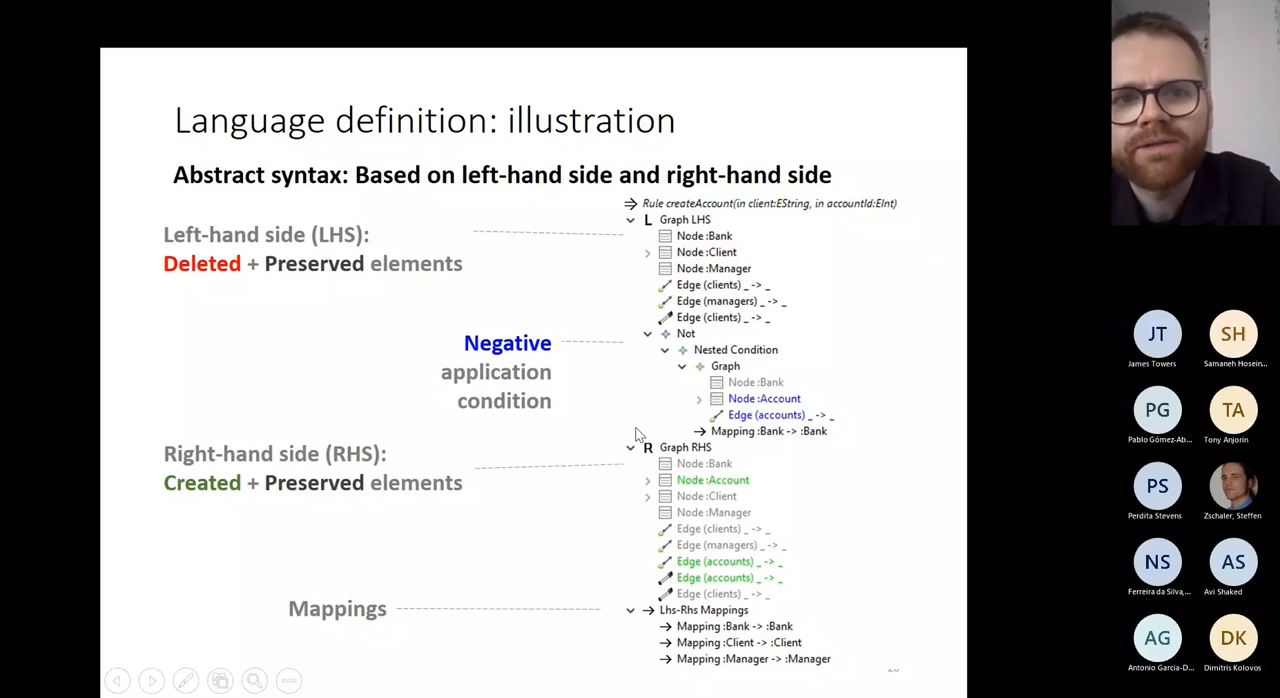 Language definition: illustration
Abstract syntax: Based on left-hand side and right-hand side
Left-hand side (LHS):
Deleted + Preserved elements
Negative
application
condition
Right-hand side (RHS):
Created + Preserved elements
Mappings
Rule createAccount(in client:EString, in accountId:EInt)
L Graph LHS
Node :Bank
Node :Client
Node :Manager
Edge (clients) _ -> _
Edge (managers) _ -> _
Edge (clients) _ -> _
Not
Nested Condition
Graph
Node :Bank
Node :Account
Edge (accounts) _ -> _
Mapping :Bank -> :Bank
R Graph RHS
Node :Bank
Node :Account
Node :Client
Node :Manager
Edge (clients) _ -> _
Edge (managers) _ -> _
Edge (accounts) _ -> _
Edge (accounts) _ -> _
Edge (clients) _ -> _
Lhs-Rhs Mappings
Mapping :Bank -> :Bank
Mapping :Client -> :Client
Mapping :Manager -> :Manager
JT
James Towers
SH
Samaneh Hosein...
PG
Pablo Gómez-Ab...
TA
Tony Anjorin
PS
Perdita Stevens
Zschaler, Steffen
NS
Ferreira da Silva,...
AS
Avi Shaked
AG
Antonio Garcia-D...
DK
Dimitris Kolovos